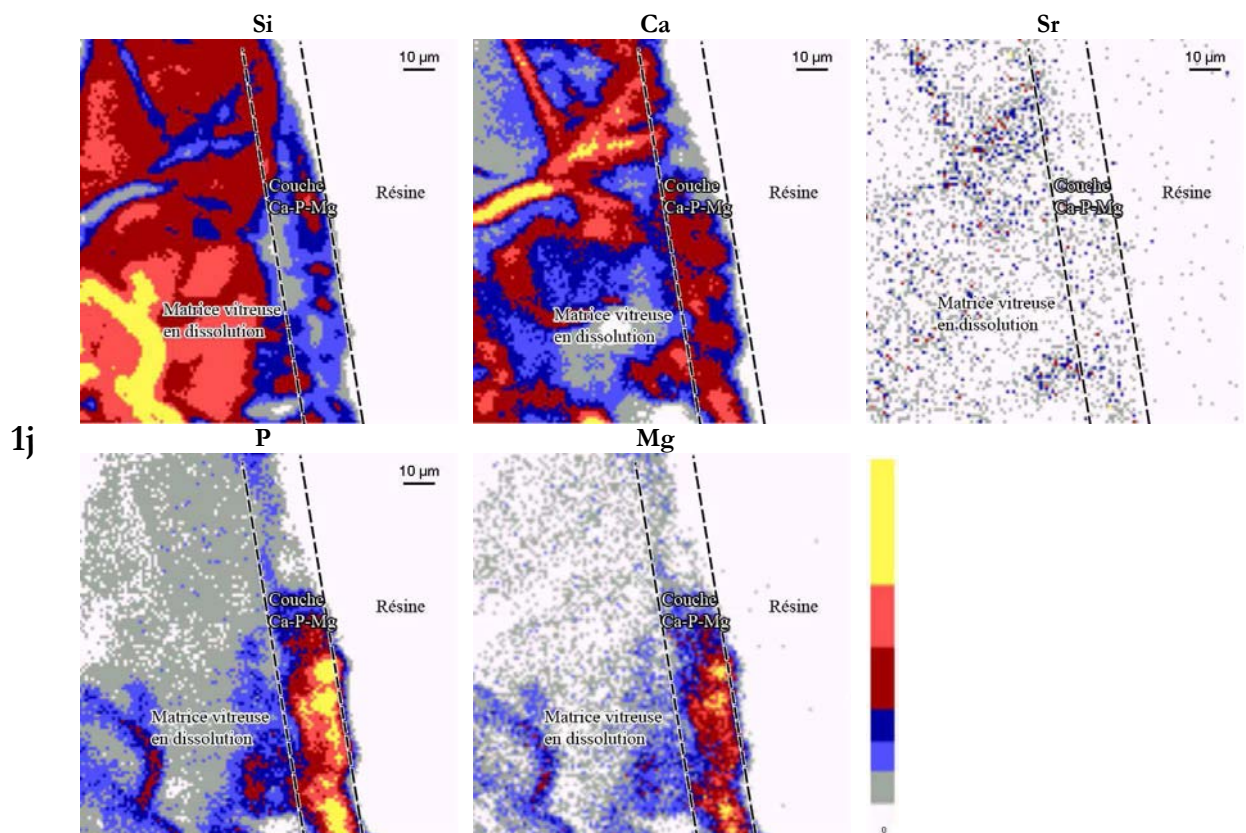 Si
Ca
Sr
10 µm
10 µm
10 µm
Couche
Ca-P-Mg
Résine
Couche
Ca-P-Mg
Résine
Couche
Ca-P-Mg
Résine
Matrice vitreuse
en dissolution
Matrice vitreuse
en dissolution
Matrice vitreuse
en dissolution
1j
P
Mg
10 µm
10 µm
Couche
Ca-P-Mg
Résine
Couche
Ca-P-Mg
Résine
Matrice vitreuse
en dissolution
Matrice vitreuse
en dissolution
0